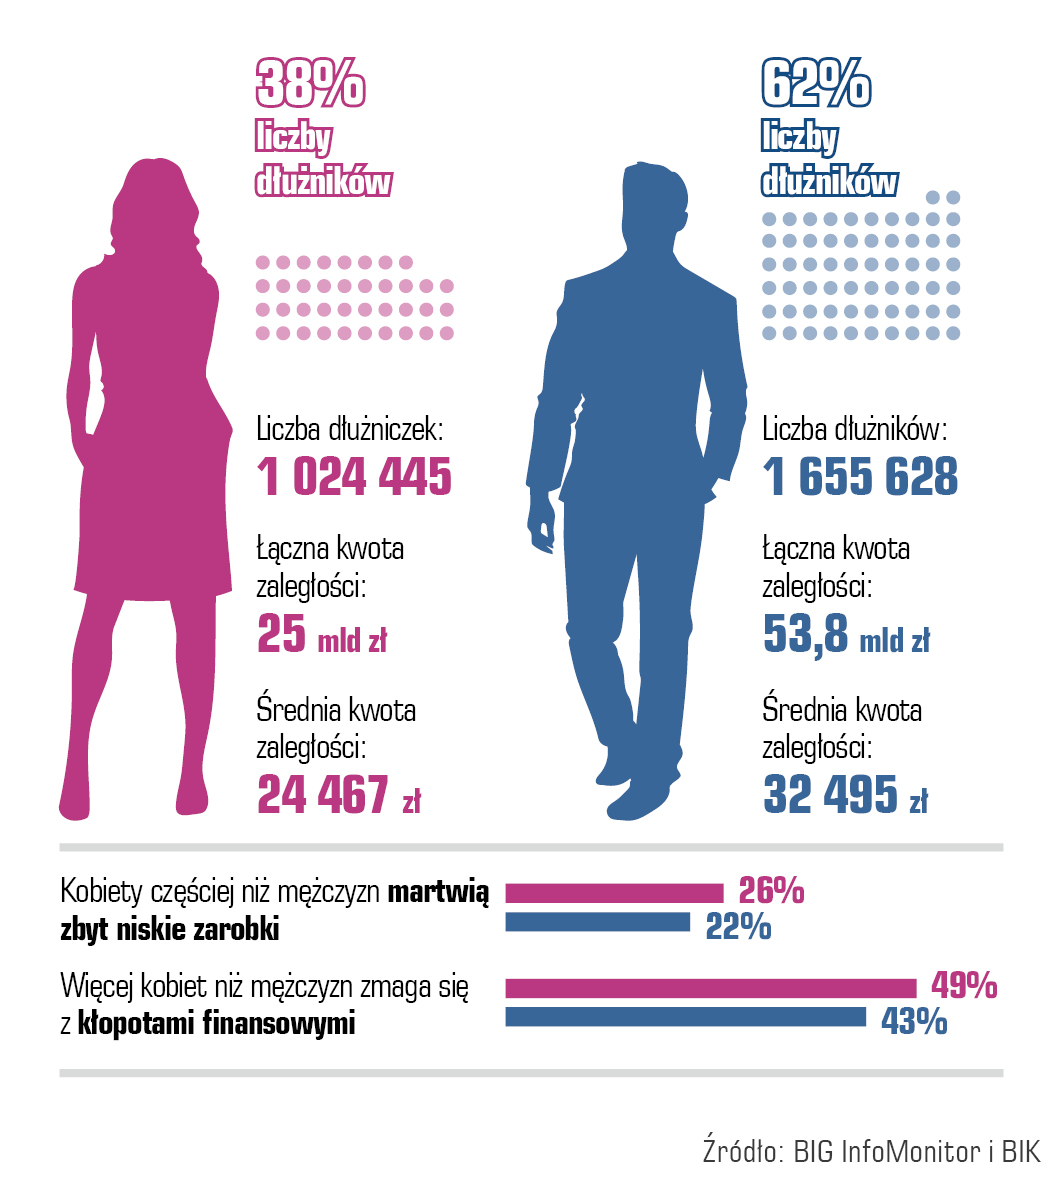 38%
liczby
dłużników
Liczba dłużniczek:
1 024 445
Łączna kwota
zaległości:
25 mld zł
Średnia kwota
zaległości:
24 467 zł
62%
liczby
dłużników
Liczba dłużników:
1 655 628
Łączna kwota
zaległości:
53,8 mld zł
Średnia kwota
zaległości:
32 495 zł
Kobiety częściej niż mężczyzn martwią
zbyt niskie zarobki
26%
22%
Więcej kobiet niż mężczyzn zmaga się
z kłopotami finansowymi
49%
43%
Źródło: BIG InfoMonitor i BIK